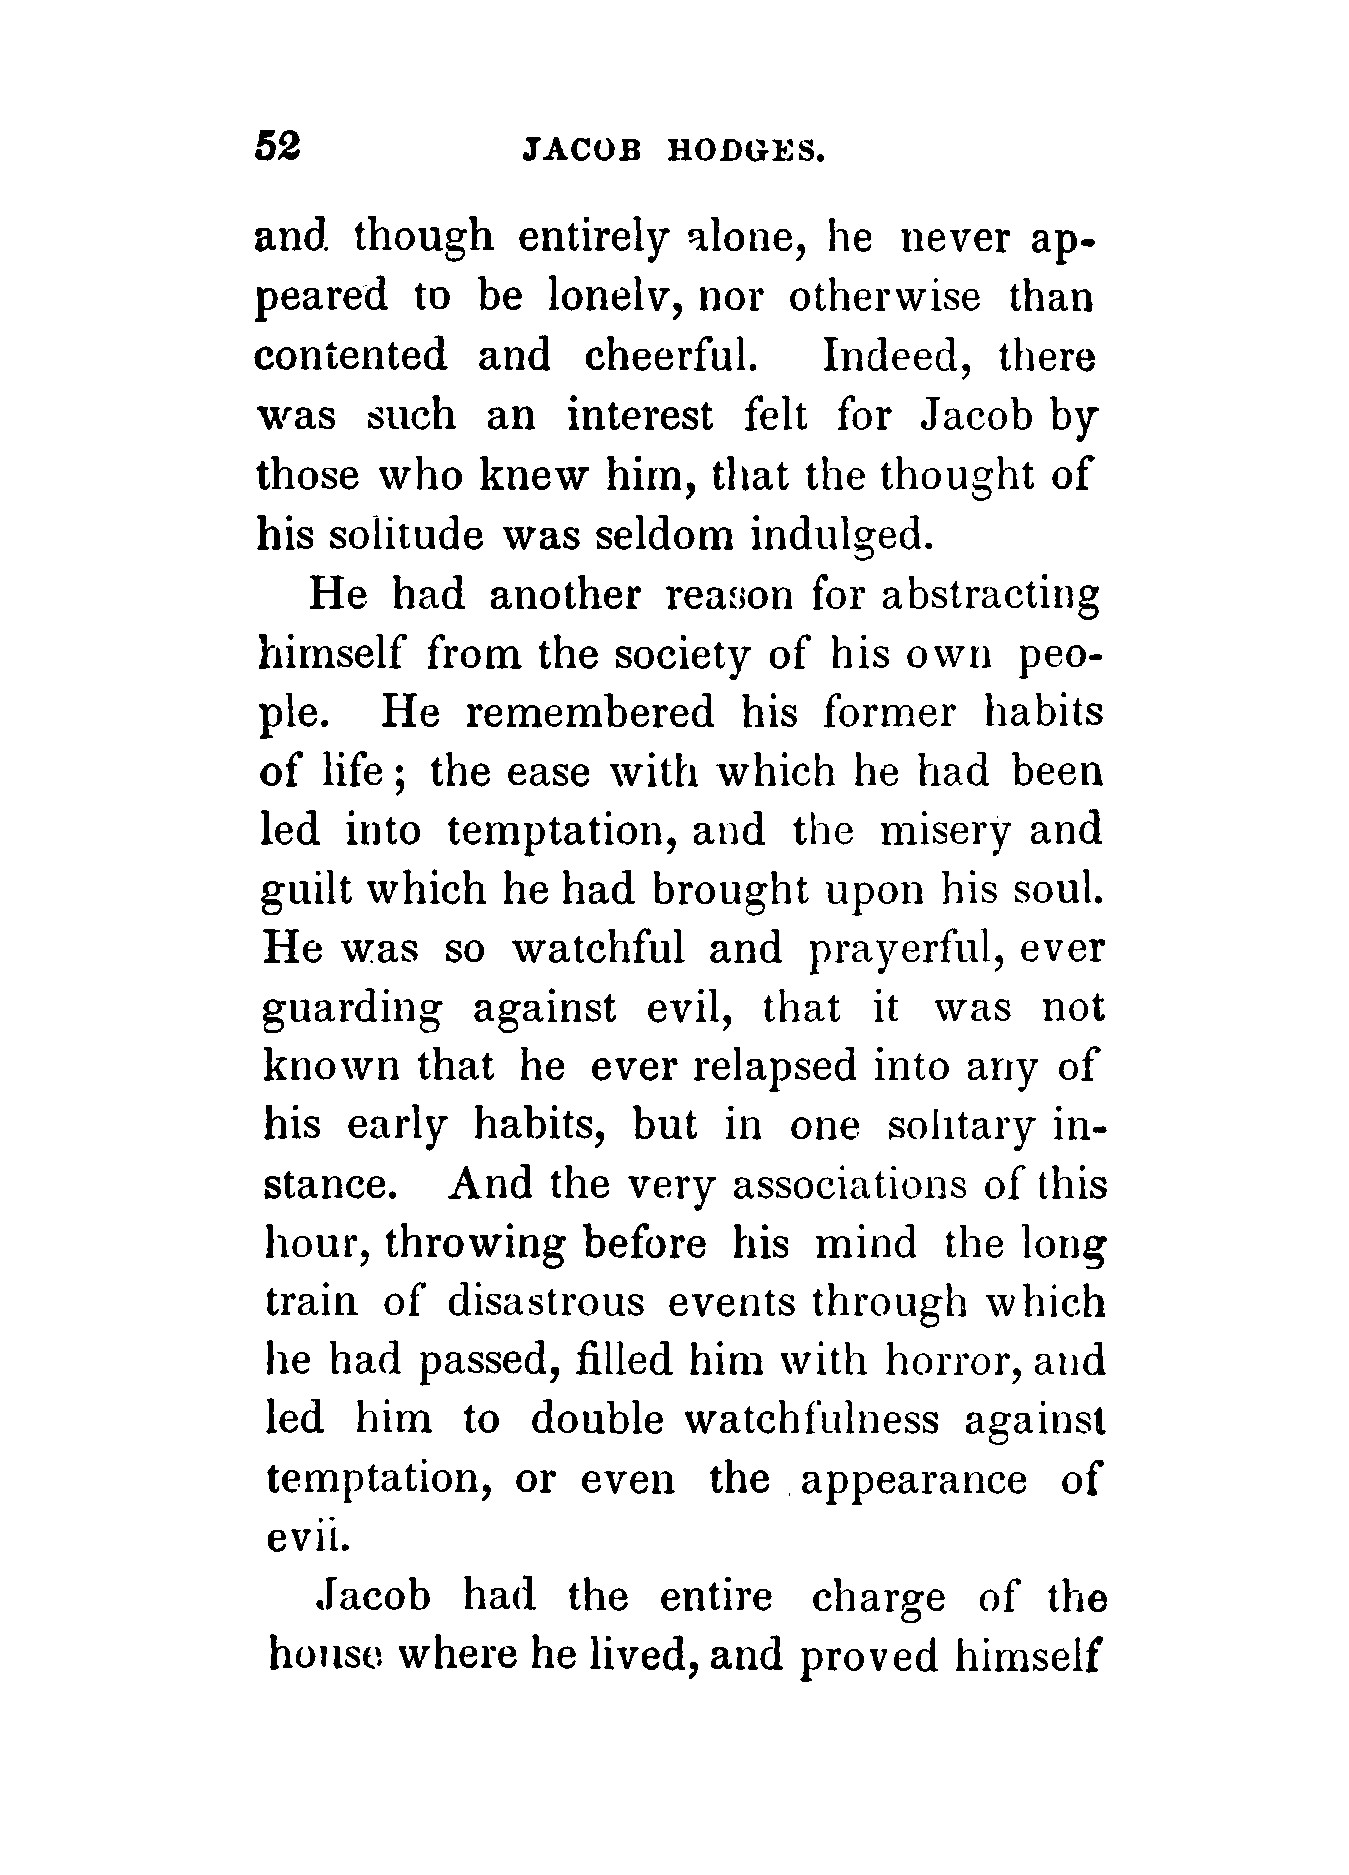 52 JACOB HODGES.
and though entirely alone, he never ap-
peared to be lonely, nor otherwise than
contented and cheerful. Indeed, there
was such an interest felt for Jacob by
those who knew him, that the thought of
his solitude was seldom indulged.
He had another reason for abstracting
himself from the society of his own peo-
ple. He remembered his former habits
of life; the ease with which he had been
led into temptation, and the misery and
guilt which he had brought upon his soul.
He was so watchful and prayerful, ever
guarding against evil, that it was not
known that he ever relapsed into any of
his early habits, but in one solitary in-
stance. And the very associations of this
hour, throwing before his mind the long
train of disastrous events through which
he had passed, filled him with horror, and
led him to double watchfulness against
temptation, or even the appearance of
evil.
Jacob had the entire charge of the
house where he lived, and proved himself